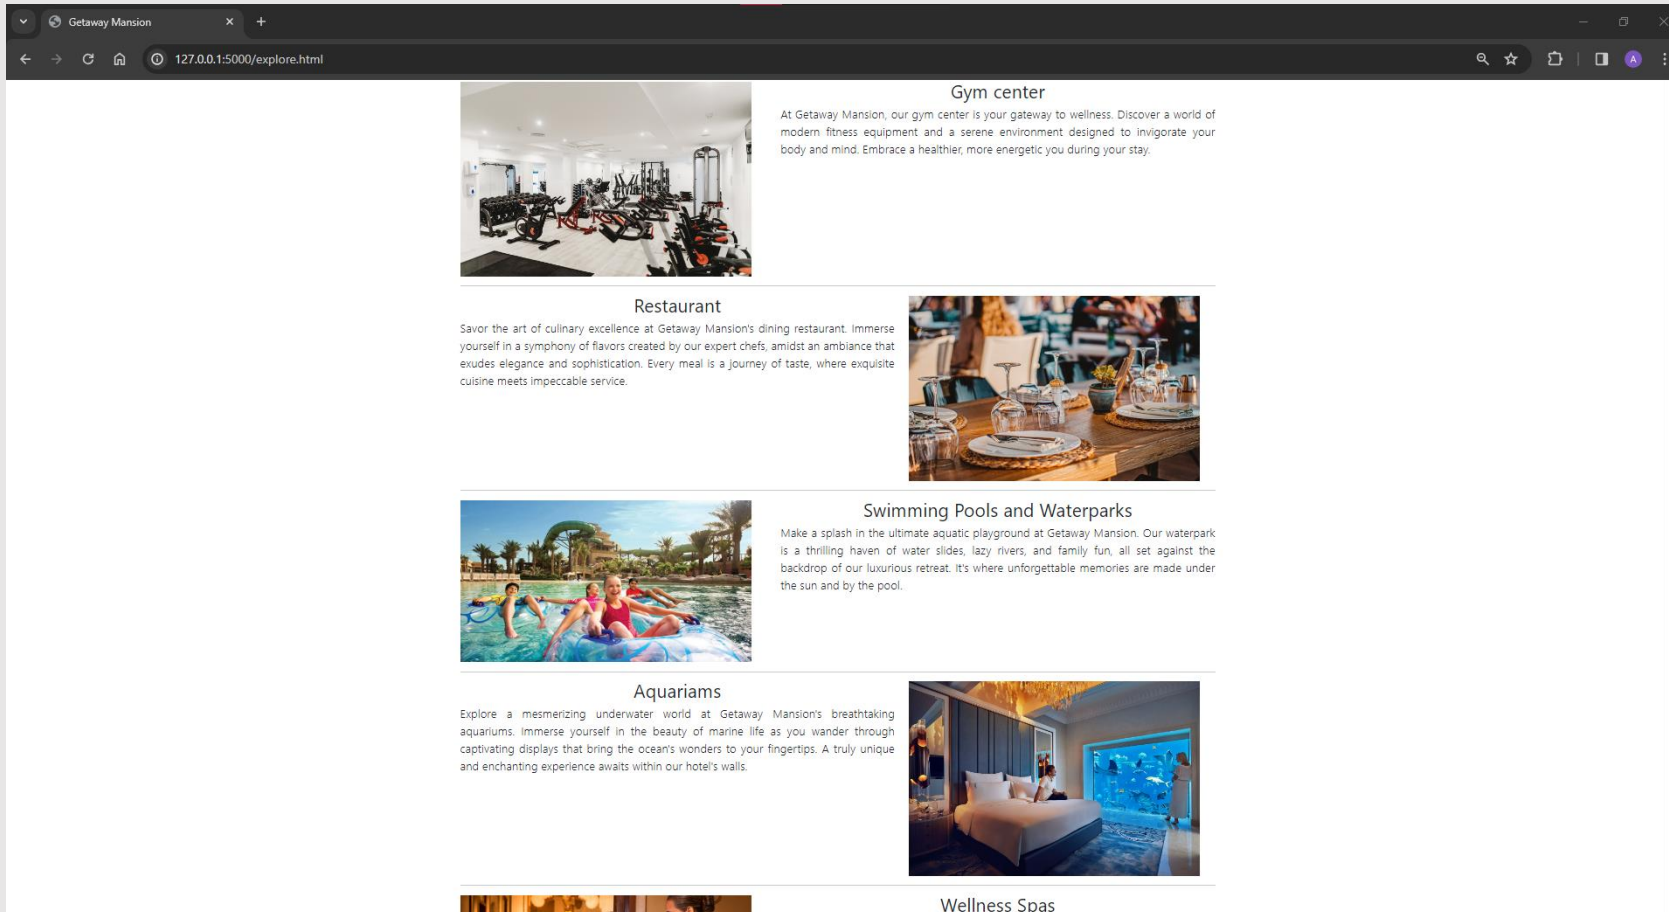 Getaway Mansion
127.0.0.1:5000/explore.html
A
Gym center
At Getaway Mansion, our gym center is your gateway to wellness. Discover a world of
modern fitness equipment and a serene environment designed to invigorate your
body and mind. Embrace a healthier, more energetic you during your stay.
Restaurant
Savor the art of culinary excellence at Getaway Mansion's dining restaurant. Immerse
yourself in a symphony of flavors created by our expert chefs, amidst an ambiance that
exudes elegance and sophistication. Every meal is a journey of taste, where exquisite
cuisine meets impeccable service.
Swimming Pools and Waterparks
Make a splash in the ultimate aquatic playground at Getaway Mansion. Our waterpark
is a thrilling haven of water slides, lazy rivers, and family fun, all set against the
backdrop of our luxurious retreat. It's where unforgettable memories are made under
the sun and by the pool.
Aquariams
Explore a mesmerizing underwater world at Getaway Mansion's breathtaking
aquariums. Immerse yourself in the beauty of marine life as you wander through
captivating displays that bring the ocean's wonders to your fingertips. A truly unique
and enchanting experience awaits within our hotel's walls.
Wellness Spas